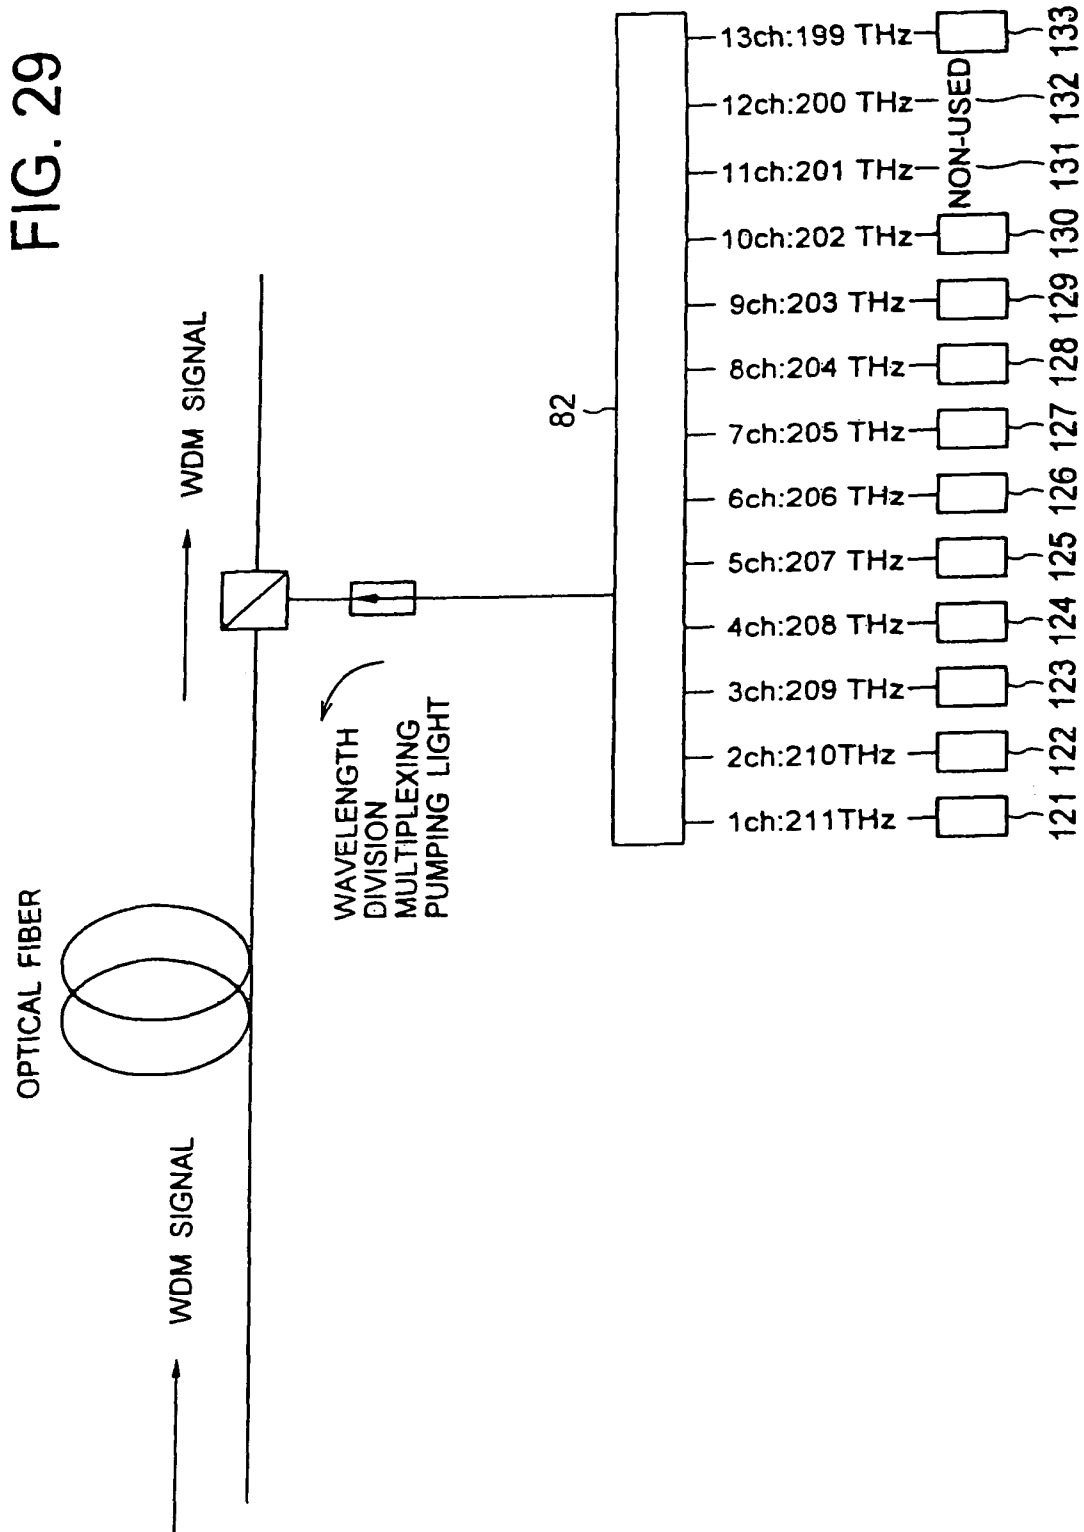 FIG. 29
OPTICAL FIBER
WDM SIGNAL
WDM SIGNAL
WAVELENGTH
DIVISION
MULTIPLEXING
PUMPING LIGHT
82
13ch:199 THz
133
12ch:200 THz
132
NON-USED
11ch:201 THz
131
10ch:202 THz
130
9ch:203 THz
129
8ch:204 THz
128
7ch:205 THz
127
6ch:206 THz
126
5ch:207 THz
125
4ch:208 THz
124
3ch:209 THz
123
2ch:210THz
122
1ch:211THz
121